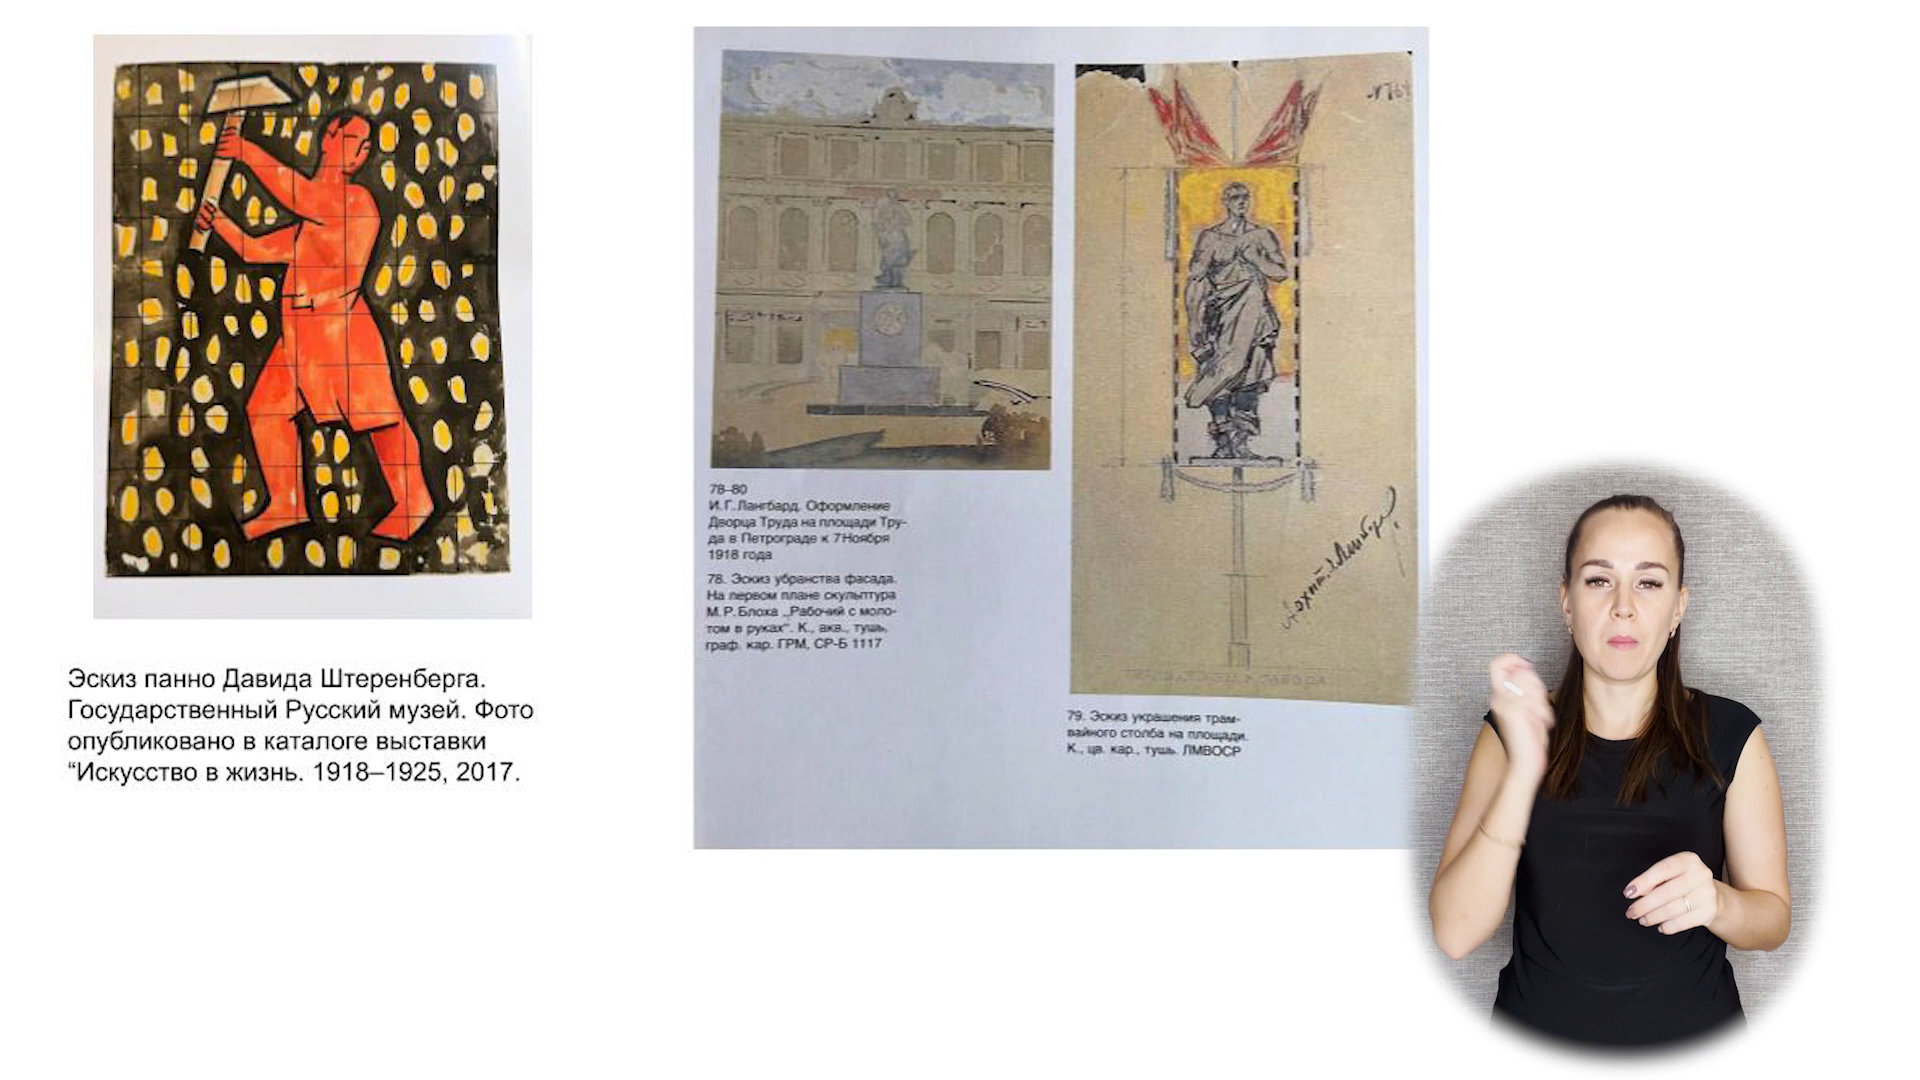 Эскиз панно Давида Штеренберга.
Государственный Русский музей. Фото
опубликовано в каталоге выставки
“Искусство в жизнь. 1918–1925, 2017.
78–80
И.Г.Лангбард. Оформление
Дворца Труда на площади Тру-
да в Петрограде к 7 Ноября
1918 года
78. Эскиз убранства фасада.
На первом плане скульптура
М.Р.Блоха „Рабочий с моло-
том в руках“. К., акв., тушь,
граф. кар. ГРМ, СР-Б 1117
79. Эскиз украшения трам-
вайного столба на площади.
К., цв. кар., тушь. ЛМВОСР